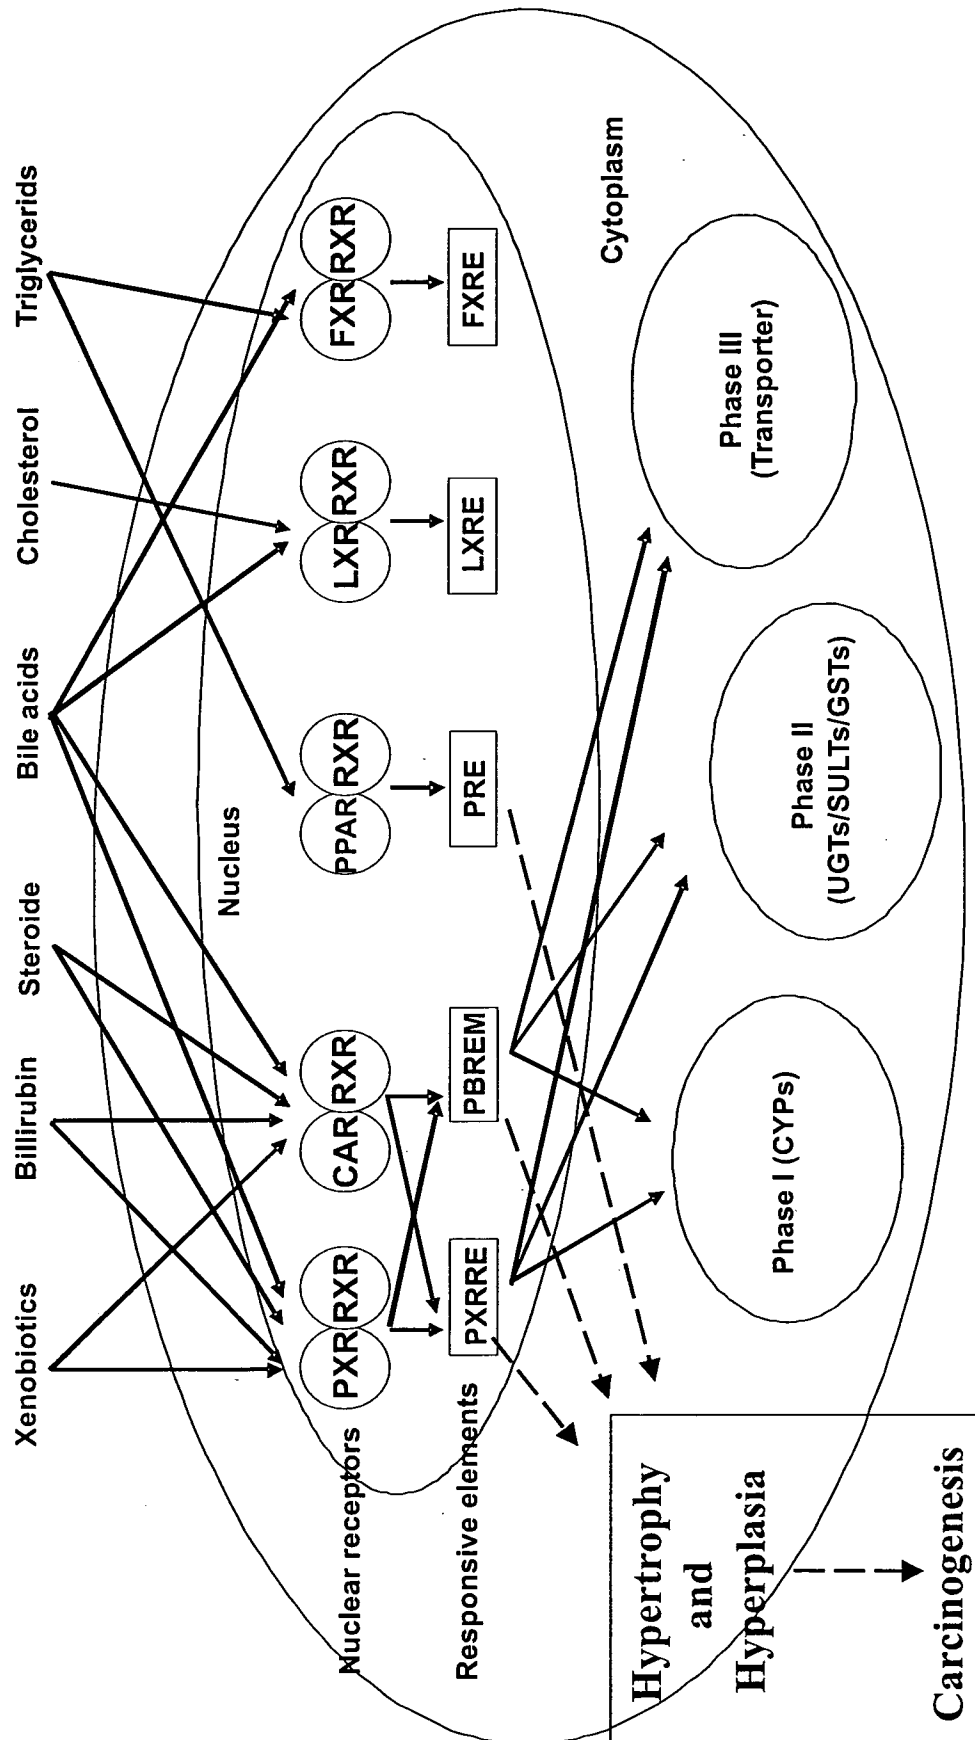 Xenobiotics
Billirubin
Steroide
Bile acids
Cholesterol
Triglycerids
Nucleus
Nuclear receptors
PXR RXR
CAR RXR
PPAR RXR
LXR RXR
FXR RXR
Responsive elements
PXRRE
PBREM
PRE
LXRE
FXRE
Cytoplasm
Hypertrophy
and
Hyperplasia
Carcinogenesis
Phase I (CYPs)
Phase II
(UGTs/SULTs/GSTs)
Phase III
(Transporter)